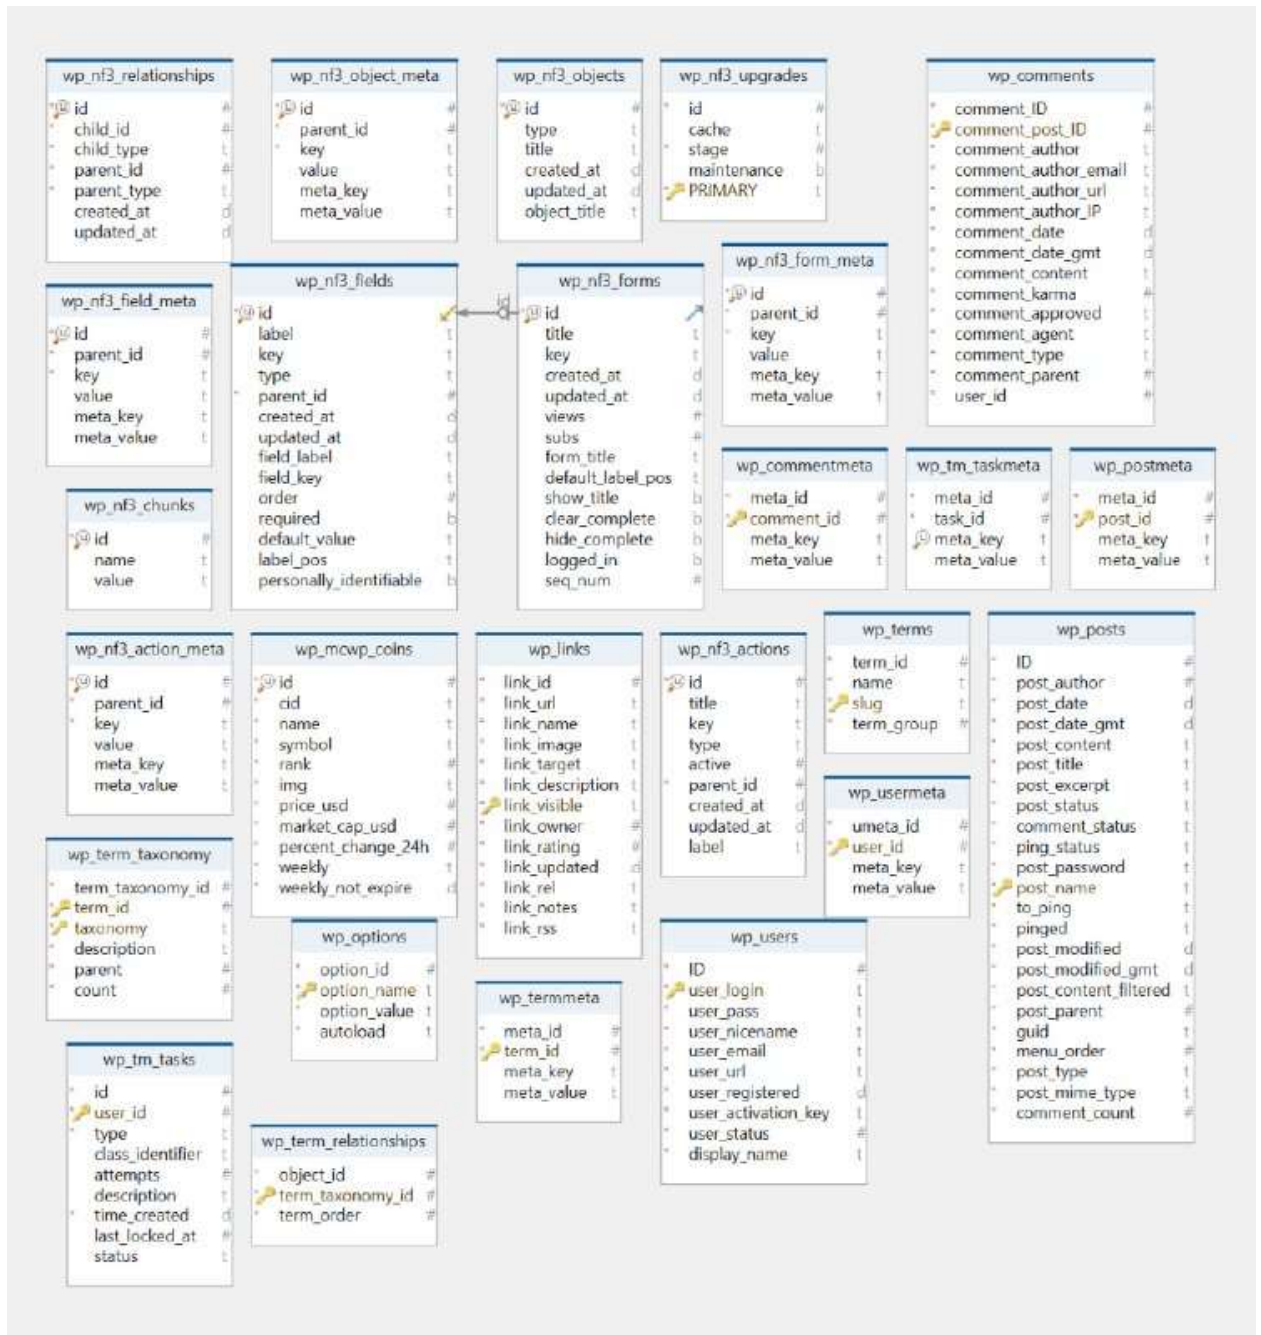 wp_nf3_relationships
id #
child_id #
child_type t
parent_id #
parent_type t
created_at d
updated_at d
wp_nf3_object_meta
id #
parent_id #
key t
value t
meta_key t
meta_value t
wp_nf3_objects
id #
type t
title t
created_at d
updated_at d
object_title t
wp_nf3_upgrades
id #
cache t
stage #
maintenance b
PRIMARY t
wp_comments
comment_ID #
comment_post_ID #
comment_author t
comment_author_email t
comment_author_url t
comment_author_IP t
comment_date d
comment_date_gmt d
comment_content t
comment_karma #
comment_approved t
comment_agent t
comment_type t
comment_parent #
user_id #
wp_nf3_field_meta
id #
parent_id #
key t
value t
meta_key t
meta_value t
wp_nf3_fields
id
label t
key t
type t
parent_id #
created_at d
updated_at d
field_label t
field_key t
order #
required b
default_value t
label_pos t
personally_identifiable b
id
wp_nf3_forms
id
title t
key t
created_at d
updated_at d
views #
subs #
form_title t
default_label_pos t
show_title b
clear_complete b
hide_complete b
logged_in b
seq_num #
wp_nf3_form_meta
id #
parent_id #
key t
value t
meta_key t
meta_value t
wp_nf3_chunks
id #
name t
value t
wp_commentmeta
meta_id #
comment_id #
meta_key t
meta_value t
wp_tm_taskmeta
meta_id #
task_id #
meta_key t
meta_value t
wp_postmeta
meta_id #
post_id #
meta_key t
meta_value t
wp_nf3_action_meta
id #
parent_id #
key t
value t
meta_key t
meta_value t
wp_mcwp_coins
id #
cid t
name t
symbol t
rank #
img t
price_usd #
market_cap_usd #
percent_change_24h #
weekly t
weekly_not_expire d
wp_links
link_id #
link_url t
link_name t
link_image t
link_target t
link_description t
link_visible t
link_owner #
link_rating #
link_updated d
link_rel t
link_notes t
link_rss t
wp_nf3_actions
id #
title t
key t
type t
active #
parent_id #
created_at d
updated_at d
label t
wp_terms
term_id #
name t
slug t
term_group #
wp_posts
ID #
post_author #
post_date d
post_date_gmt d
post_content t
post_title t
post_excerpt t
post_status t
comment_status t
ping_status t
post_password t
post_name t
to_ping t
pinged t
post_modified d
post_modified_gmt d
post_content_filtered t
post_parent #
guid t
menu_order #
post_type t
post_mime_type t
comment_count #
wp_usermeta
umeta_id #
user_id #
meta_key t
meta_value t
wp_term_taxonomy
term_taxonomy_id #
term_id #
taxonomy t
description t
parent #
count #
wp_options
option_id #
option_name t
option_value t
autoload t
wp_termmeta
meta_id #
term_id #
meta_key t
meta_value t
wp_users
ID #
user_login t
user_pass t
user_nicename t
user_email t
user_url t
user_registered d
user_activation_key t
user_status #
display_name t
wp_tm_tasks
id #
user_id #
type t
class_identifier t
attempts #
description t
time_created d
last_locked_at #
status t
wp_term_relationships
object_id #
term_taxonomy_id #
term_order #